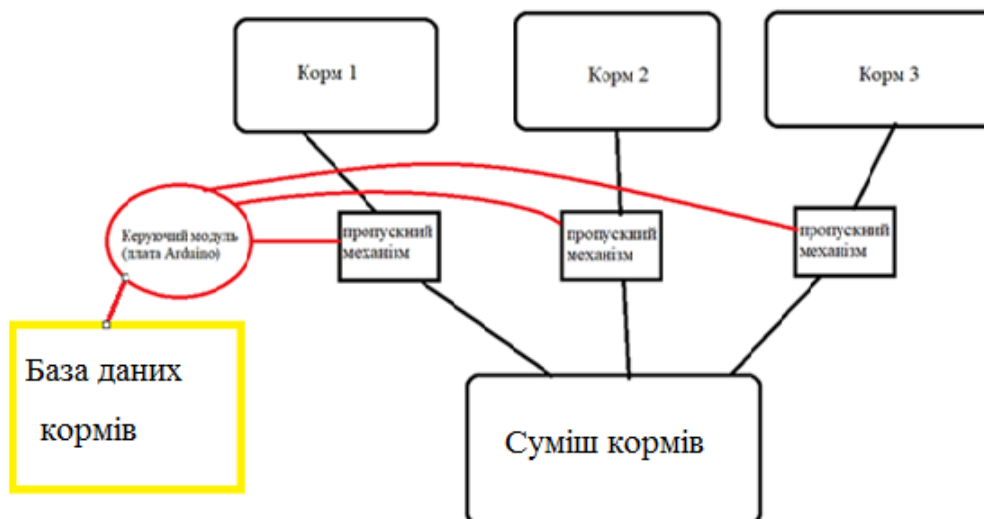 Корм 1
Корм 2
Корм 3
Керуючий модуль
(плата Arduino)
пропускний
механізм
пропускний
механізм
пропускний
механізм
База даних
кормів
Суміш кормів